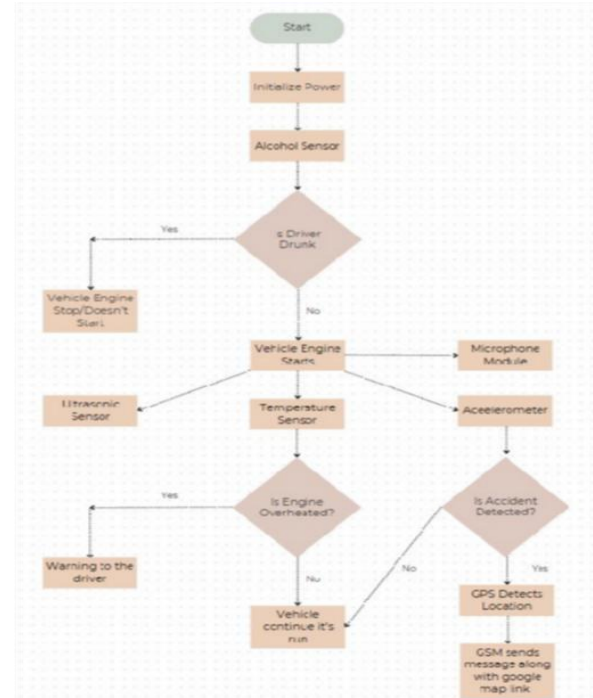 Start
Initialize Power
Alcohol Sensor
Is Driver
Drunk
Yes
No
Vehicle Engine
Stop/Doesn't
Start
Vehicle Engine
Starts
Microphone
Module
Ultrasonic
Sensor
Temperature
Sensor
Accelerometer
Is Engine
Overheated?
Is Accident
Detected?
Yes
No
No
Yes
Warning to the
driver
Vehicle
continue it's
run
GPS Detects
Location
GSM sends
message along
with google
map link